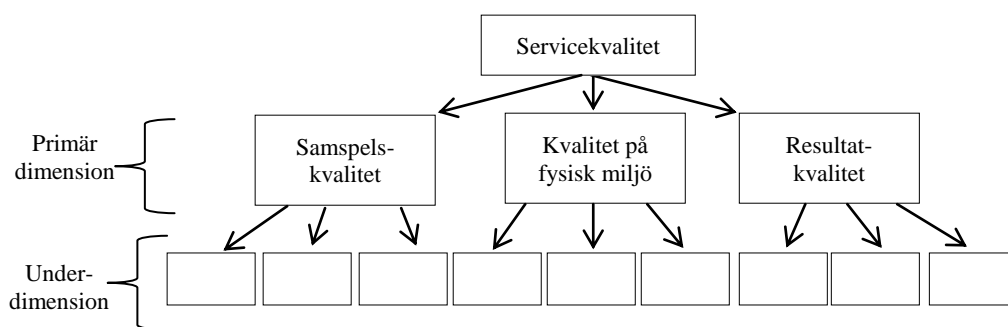 Servicekvalitet
Primär
dimension
Samspels-
kvalitet
Kvalitet på
fysisk miljö
Resultat-
kvalitet
Under-
dimension